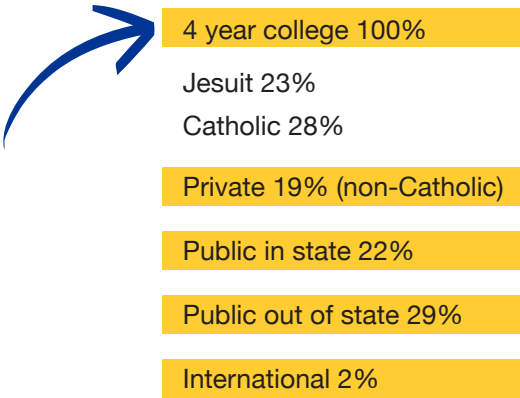 4 year college 100%
Jesuit 23%
Catholic 28%
Private 19% (non-Catholic)
Public in state 22%
Public out of state 29%
International 2%